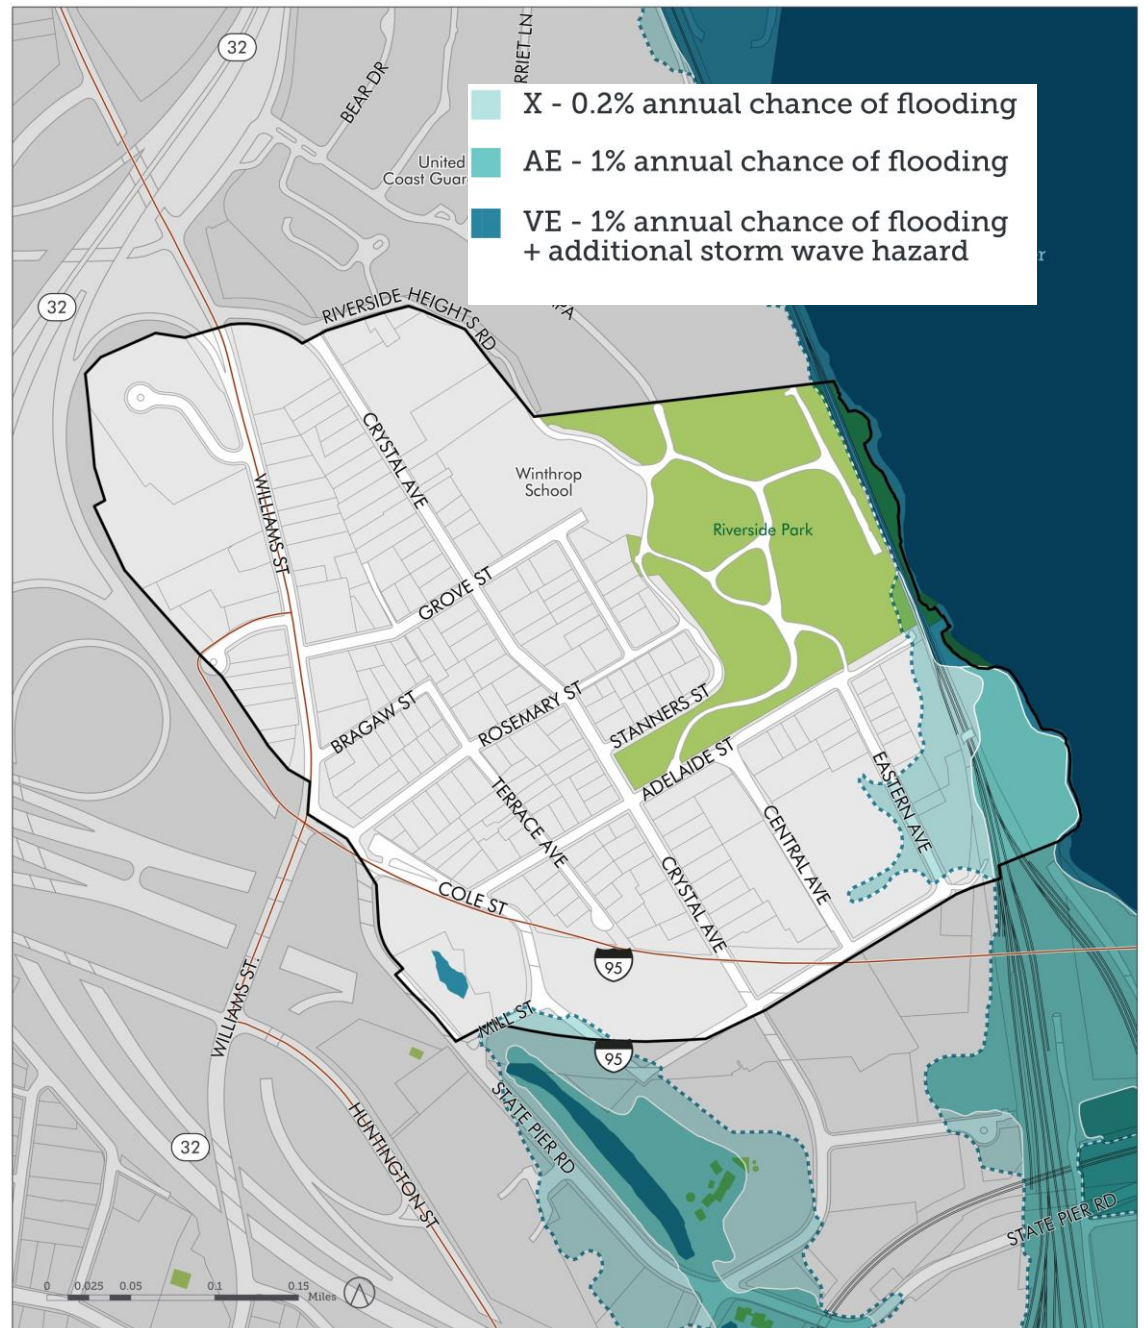 32
BEAR DR
RRIET LN
X - 0.2% annual chance of flooding
United
Coast Guar
AE - 1% annual chance of flooding
VE - 1% annual chance of flooding
+ additional storm wave hazard
r
32
RIVERSIDE HEIGHTS RD
CRYSTAL AVE
Winthrop
School
WILLIAMS ST
Riverside Park
GROVE ST
BRAGAW ST
ROSEMARY ST
STANNERS ST
ADELAIDE ST
TERRACE AVE
EASTERN AVE
CENTRAL AVE
CRYSTAL AVE
COLE ST
95
WILLIAMS ST.
MILL ST
95
STATE PIER RD
HUNTINGTON ST
32
STATE PIER RD
0 0.025 0.05 0.1 0.15
Miles